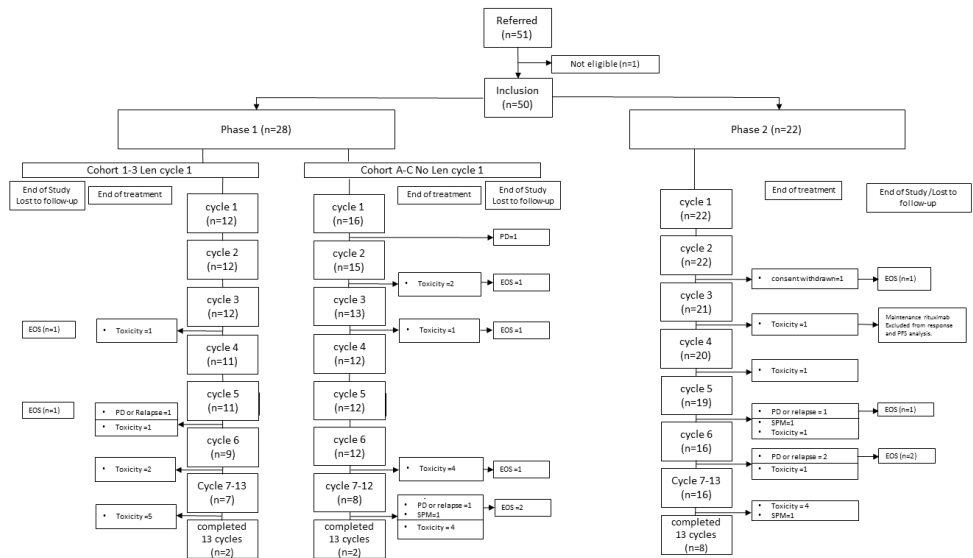 Referred
(n=51)
Not eligible (n=1)
Inclusion
(n=50)
Phase 1 (n=28)
Phase 2 (n=22)
Cohort 1-3 Len cycle 1
Cohort A-C No Len cycle 1
End of Study
Lost to follow-up
End of treatment
cycle 1
(n=12)
cycle 2
(n=12)
cycle 3
(n=12)
EOS (n=1)
• Toxicity =1
cycle 4
(n=11)
cycle 5
(n=11)
EOS (n=1)
• PD or Relapse =1
• Toxicity =1
cycle 6
(n=9)
• Toxicity =2
Cycle 7-13
(n=7)
• Toxicity =5
completed
13 cycles
(n=2)
End of treatment
End of Study
Lost to follow-up
cycle 1
(n=16)
PD=1
cycle 2
(n=15)
• Toxicity =2
EOS =1
cycle 3
(n=13)
• Toxicity =1
EOS =1
cycle 4
(n=12)
cycle 5
(n=12)
cycle 6
(n=12)
• Toxicity =4
EOS =1
cycle 7-12
(n=8)
• PD or relapse =1
• SPM=1
• Toxicity = 4
EOS =2
completed
13 cycles
(n=2)
End of treatment
End of Study /Lost
to follow-up
cycle 1
(n=22)
cycle 2
(n=22)
• consent withdrawn=1
EOS (n=1)
cycle 3
(n=21)
• Toxicity =1
Maintenance rituximab
Excluded from response
and PFS analysis.
cycle 4
(n=20)
• Toxicity =1
cycle 5
(n=19)
• PD or relapse = 1
• SPM=1
• Toxicity =1
EOS (n=1)
cycle 6
(n=16)
• PD or relapse = 2
• Toxicity =1
EOS (n=2)
Cycle 7-13
(n=16)
• Toxicity = 4
• SPM=1
completed
13 cycles
(n=8)